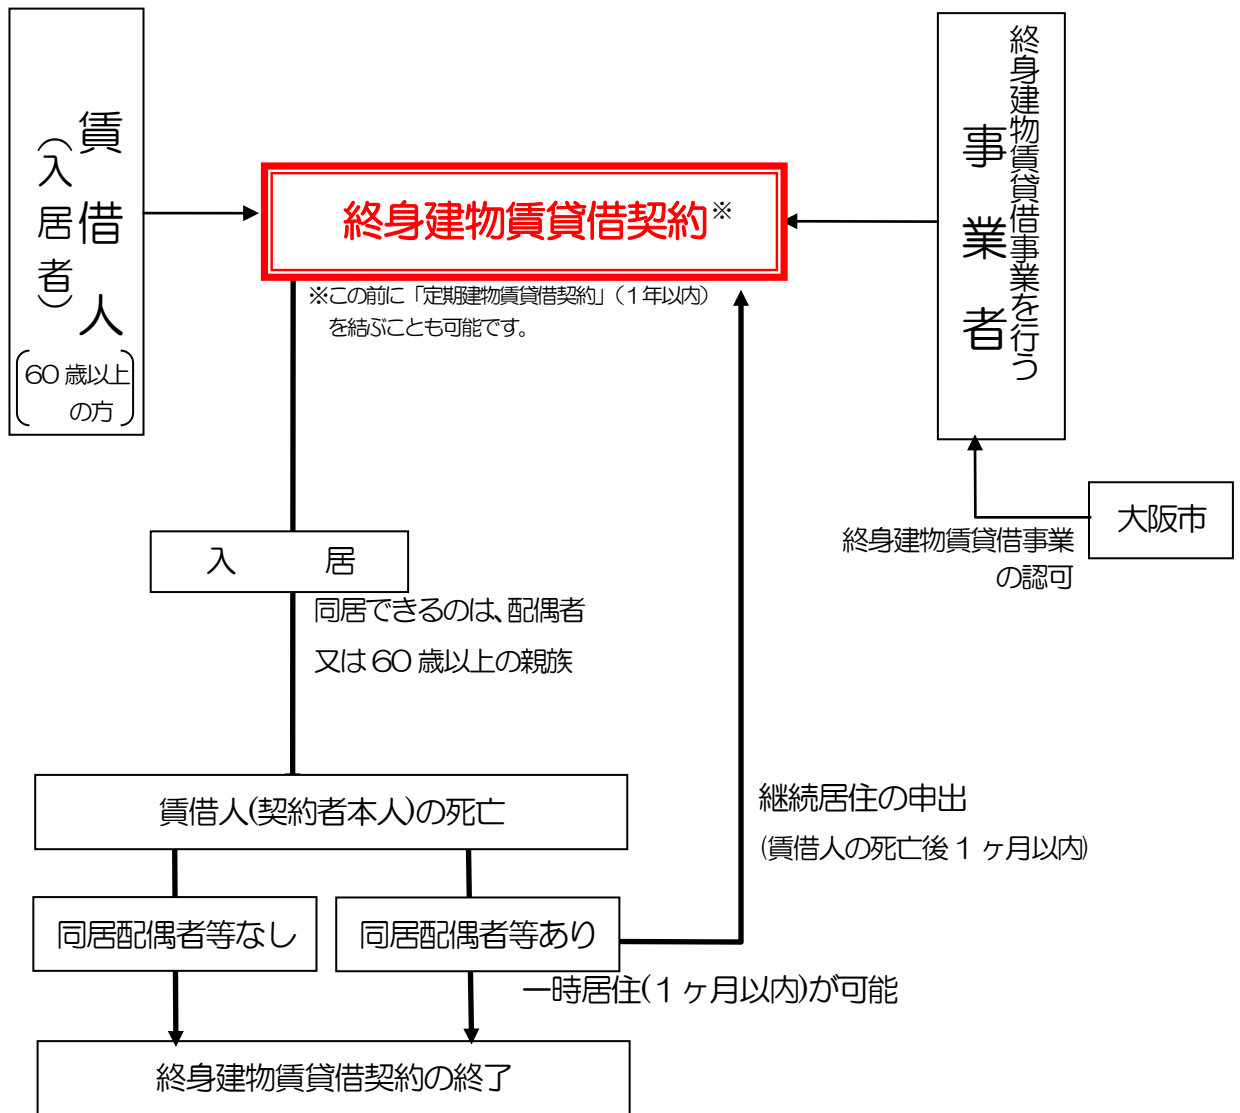 賃借人
(入居者)
60歳以上
の方
終身建物賃貸借契約※
※この前に「定期建物賃貸借契約」(1年以内)
を結ぶことも可能です。
終身建物賃貸借事業を行う
事業者
大阪市
終身建物賃貸借事業
の認可
入 居
同居できるのは、配偶者
又は60歳以上の親族
賃借人(契約者本人)の死亡
継続居住の申出
(賃借人の死亡後1ヶ月以内)
同居配偶者等なし
同居配偶者等あり
一時居住(1ヶ月以内)が可能
終身建物賃貸借契約の終了